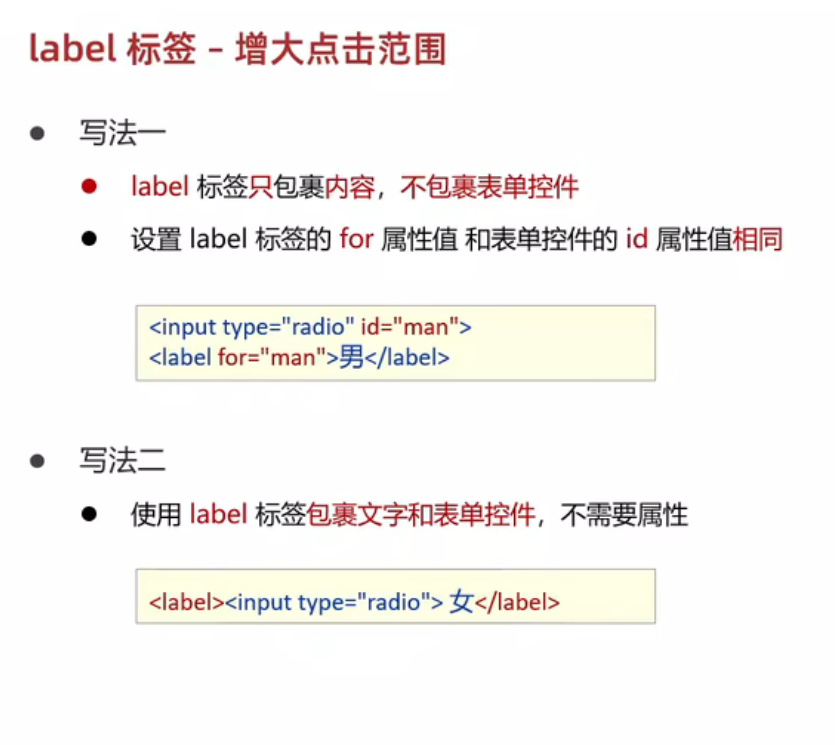 label 标签 – 增大点击范围
写法一
label 标签只包裹内容，不包裹表单控件
设置 label 标签的 for 属性值 和表单控件的 id 属性值相同
<input type="radio" id="man">
<label for="man">男</label>
写法二
使用 label 标签包裹文字和表单控件，不需要属性
<label><input type="radio"> 女</label>